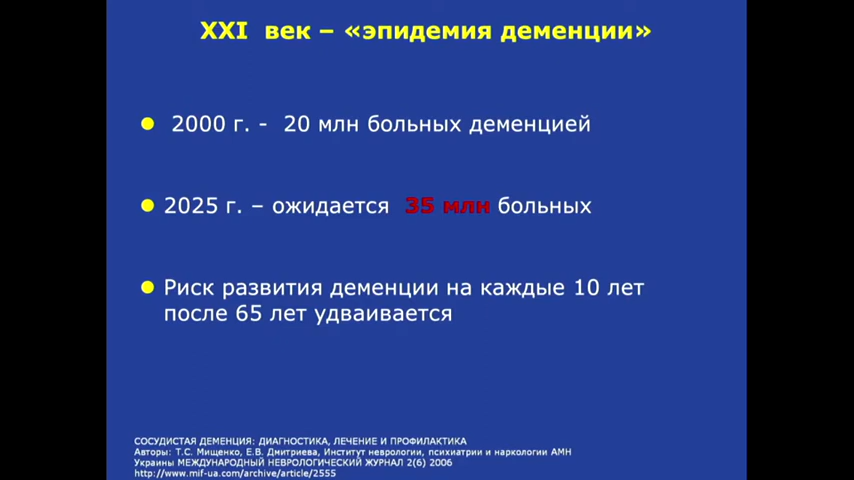 XXI век – «эпидемия деменции»
2000 г. - 20 млн больных деменцией
2025 г. – ожидается 35 млн больных
Риск развития деменции на каждые 10 лет
после 65 лет удваивается
СОСУДИСТАЯ ДЕМЕНЦИЯ: ДИАГНОСТИКА, ЛЕЧЕНИЕ И ПРОФИЛАКТИКА
Авторы: Т.С. Мищенко, Е.В. Дмитриева, Институт неврологии, психиатрии и наркологии АМН
Украины МЕЖДУНАРОДНЫЙ НЕВРОЛОГИЧЕСКИЙ ЖУРНАЛ 2(6) 2006
http://www.mif-ua.com/archive/article/2555